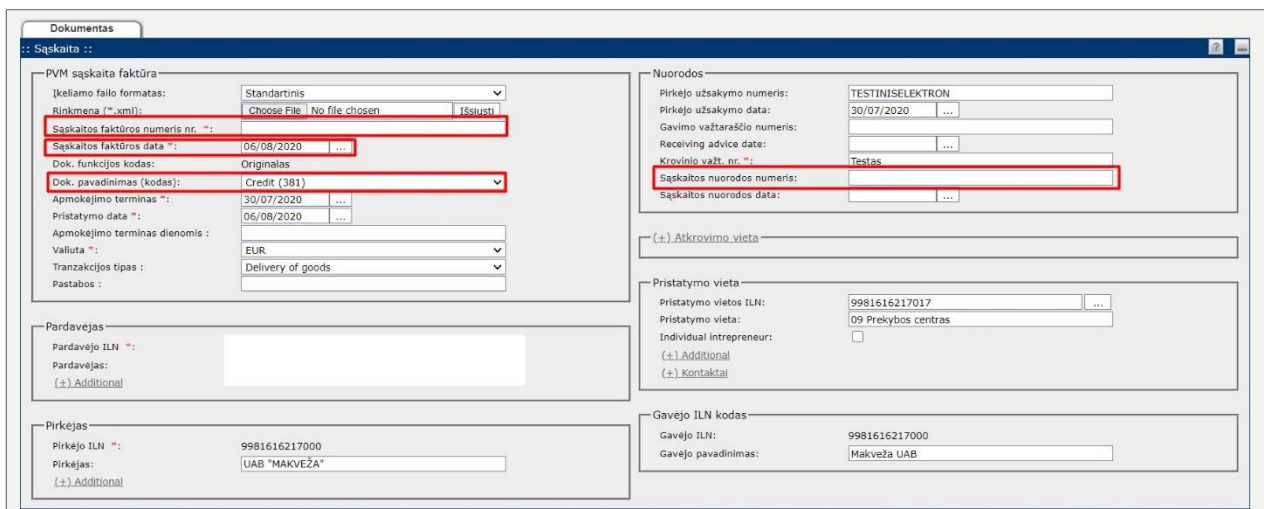 Dokumentas
:: Sąskaita ::
?
PVM sąskaita faktūra
Įkeliamo failo formatas: Standartinis
Rinkmena (*.xml): Choose File No file chosen Išsiųsti
Sąskaitos faktūros numeris nr. *:
Sąskaitos faktūros data *: 06/08/2020 ...
Dok. funkcijos kodas: Originalas
Dok. pavadinimas (kodas): Credit (381)
Apmokėjimo terminas *: 30/07/2020 ...
Pristatymo data *: 06/08/2020 ...
Apmokėjimo terminas dienomis :
Valiuta *: EUR
Tranzakcijos tipas : Delivery of goods
Pastabos :
Pardavėjas
Pardavėjo ILN *:
Pardavėjas:
(+) Additional
Pirkėjas
Pirkėjo ILN *: 9981616217000
Pirkėjas: UAB "MAKVEŽA"
(+) Additional
Nuorodos
Pirkėjo užsakymo numeris: TESTINISELEKTRON
Pirkėjo užsakymo data: 30/07/2020 ...
Gavimo važtaraščio numeris:
Receiving advice date: ...
Krovinio važt. nr. *: Testas
Sąskaitos nuorodos numeris:
Sąskaitos nuorodos data: ...
(+) Atkrovimo vieta
Pristatymo vieta
Pristatymo vietos ILN: 9981616217017 ...
Pristatymo vieta: 09 Prekybos centras
Individual intrepreneur:
(+) Additional
(+) Kontaktai
Gavėjo ILN kodas
Gavėjo ILN: 9981616217000
Gavėjo pavadinimas: Makveža UAB